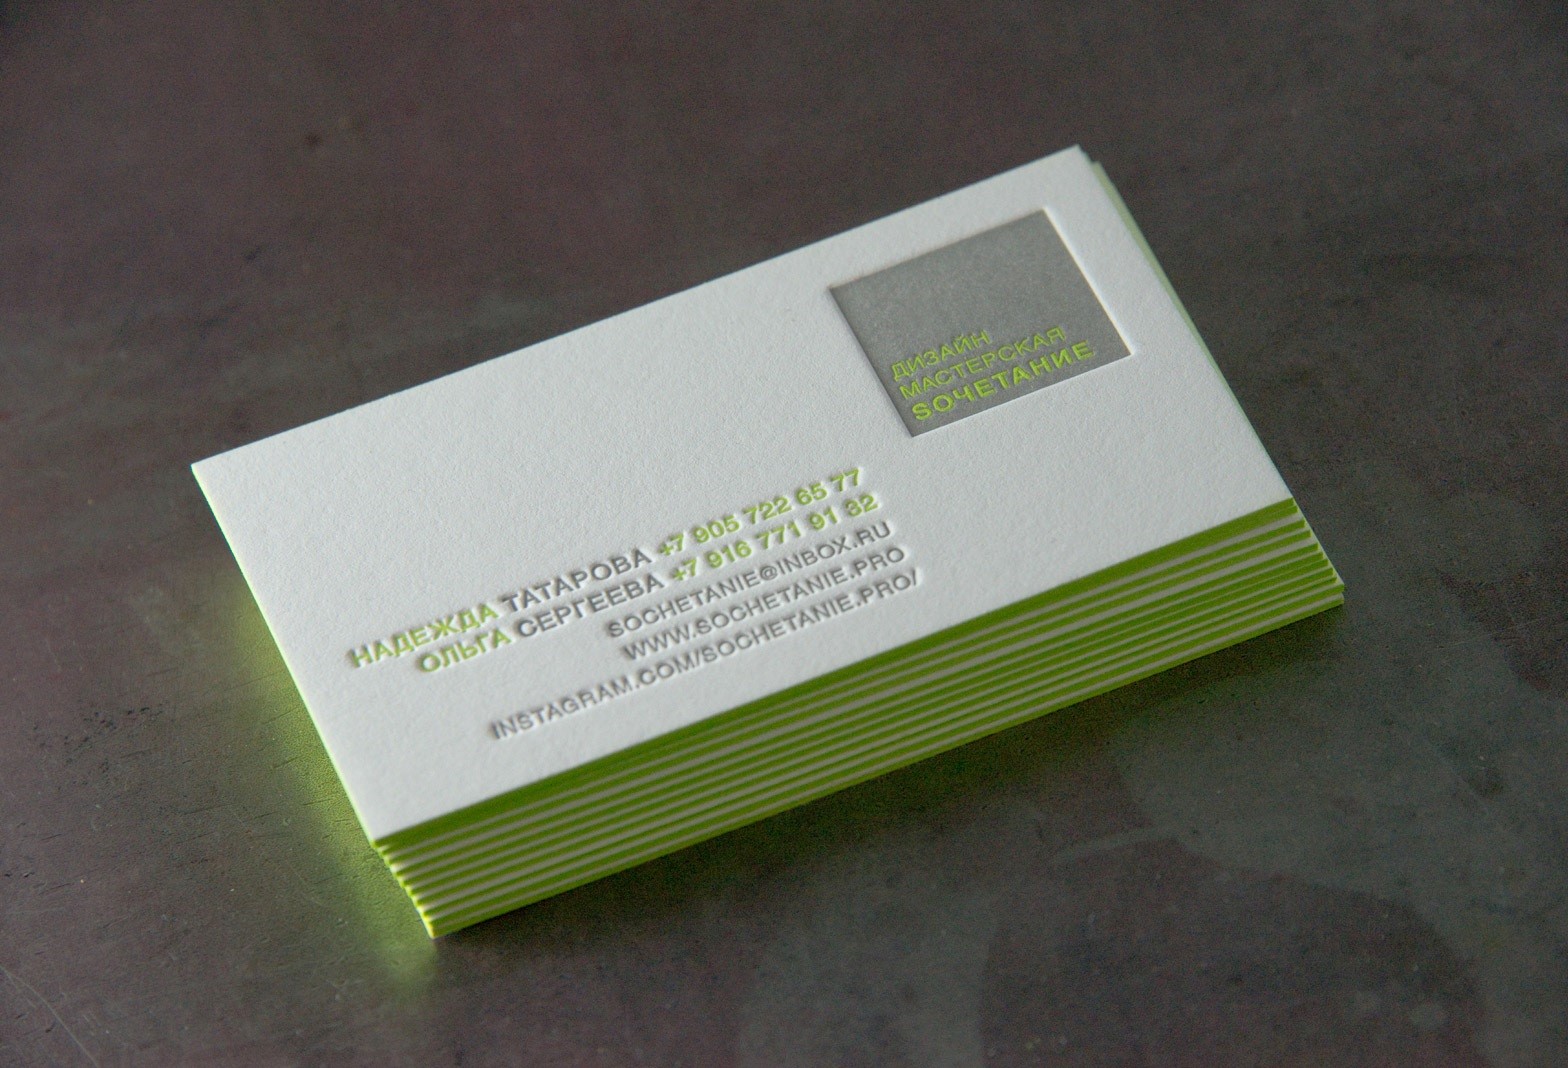 ДИЗАЙН
МАСТЕРСКАЯ
SОЧЕТАНИЕ
НАДЕЖДА ТАТАРОВА +7 905 722 65 77
ОЛЬГА СЕРГЕЕВА +7 916 771 91 32
SOCHETANIE@INBOX.RU
WWW.SOCHETANIE.PRO
INSTAGRAM.COM/SOCHETANIE.PRO/